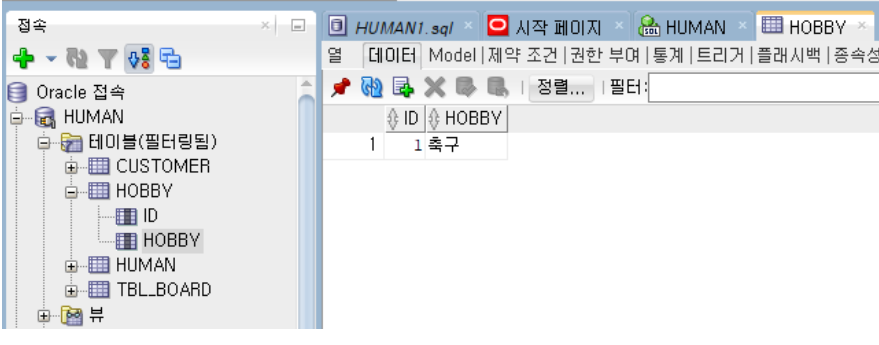 접속
HUMAN1.sql
시작 페이지
HUMAN
HOBBY
열
데이터
Model
제약 조건
권한 부여
통계
트리거
플래시백
종속성
정렬...
필터:
Oracle 접속
HUMAN
테이블(필터링됨)
CUSTOMER
HOBBY
ID
HOBBY
HUMAN
TBL_BOARD
뷰
ID HOBBY
1 1 축구